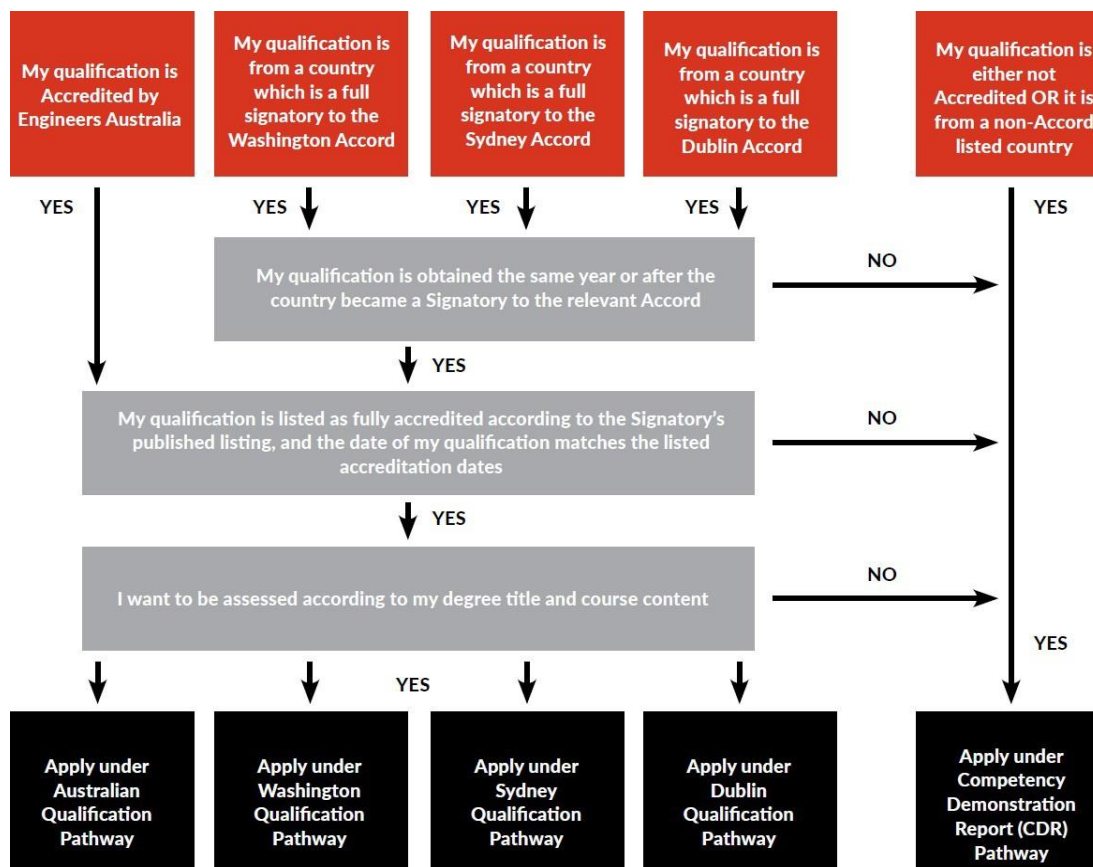 My qualification is
Accredited by
Engineers Australia
My qualification is
from a country
which is a full
signatory to the
Washington Accord
My qualification is
from a country
which is a full
signatory to the
Sydney Accord
My qualification is
from a country
which is a full
signatory to the
Dublin Accord
My qualification is
either not
Accredited OR it is
from a non-Accord
listed country
YES
YES
YES
YES
YES
My qualification is obtained the same year or after the
country became a Signatory to the relevant Accord
NO
YES
My qualification is listed as fully accredited according to the Signatory's
published listing, and the date of my qualification matches the listed
accreditation dates
NO
YES
I want to be assessed according to my degree title and course content
NO
YES
YES
Apply under
Australian
Qualification
Pathway
Apply under
Washington
Qualification
Pathway
Apply under
Sydney
Qualification
Pathway
Apply under
Dublin
Qualification
Pathway
Apply under
Competency
Demonstration
Report (CDR)
Pathway